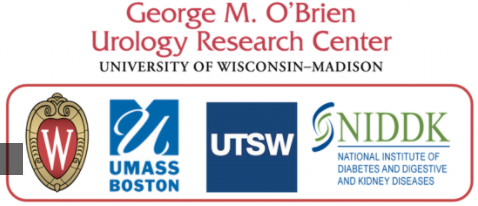 George M. O'Brien
Urology Research Center
UNIVERSITY OF WISCONSIN–MADISON
W
UMASS
BOSTON
UTSW
NIDDK
NATIONAL INSTITUTE OF
DIABETES AND DIGESTIVE
AND KIDNEY DISEASES